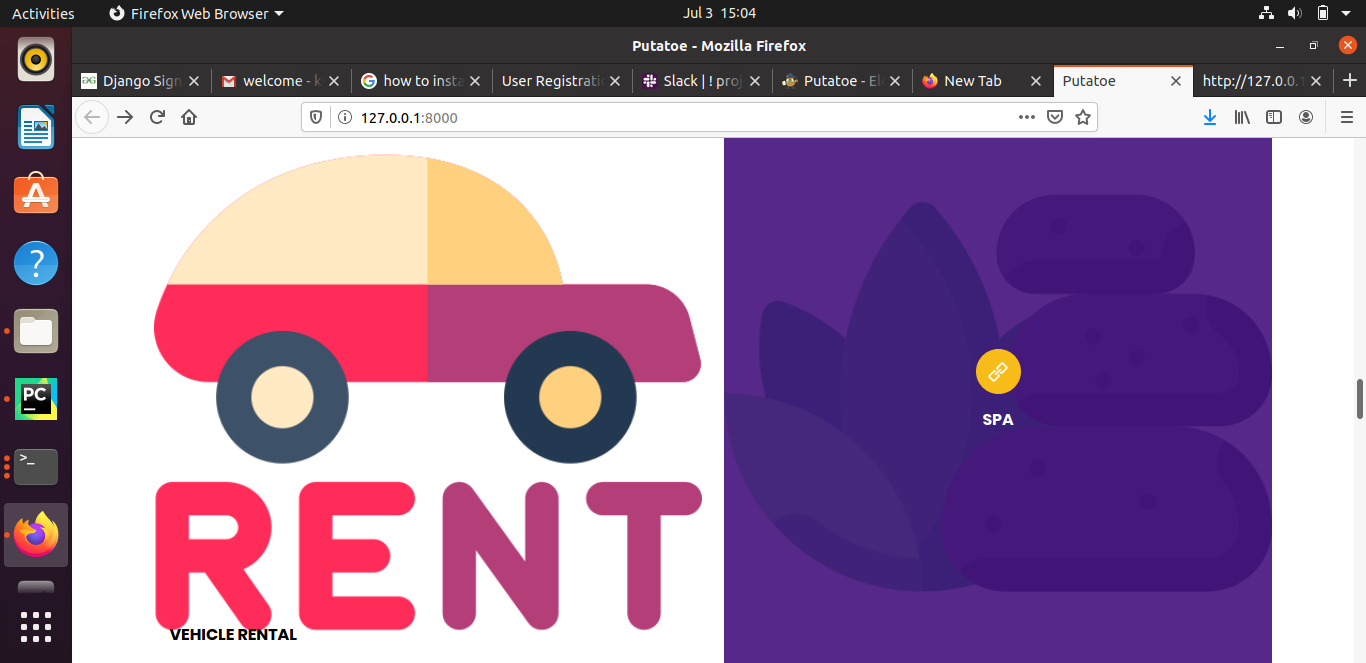 Activities
Firefox Web Browser
Jul 3 15:04
Putatoe - Mozilla Firefox
Django Sign
welcome - k
how to insta
User Registrati
Slack | ! proj
Putatoe - El
New Tab
Putatoe
http://127.0.0.1
127.0.0.1:8000
PC
>_
RENT
VEHICLE RENTAL
SPA